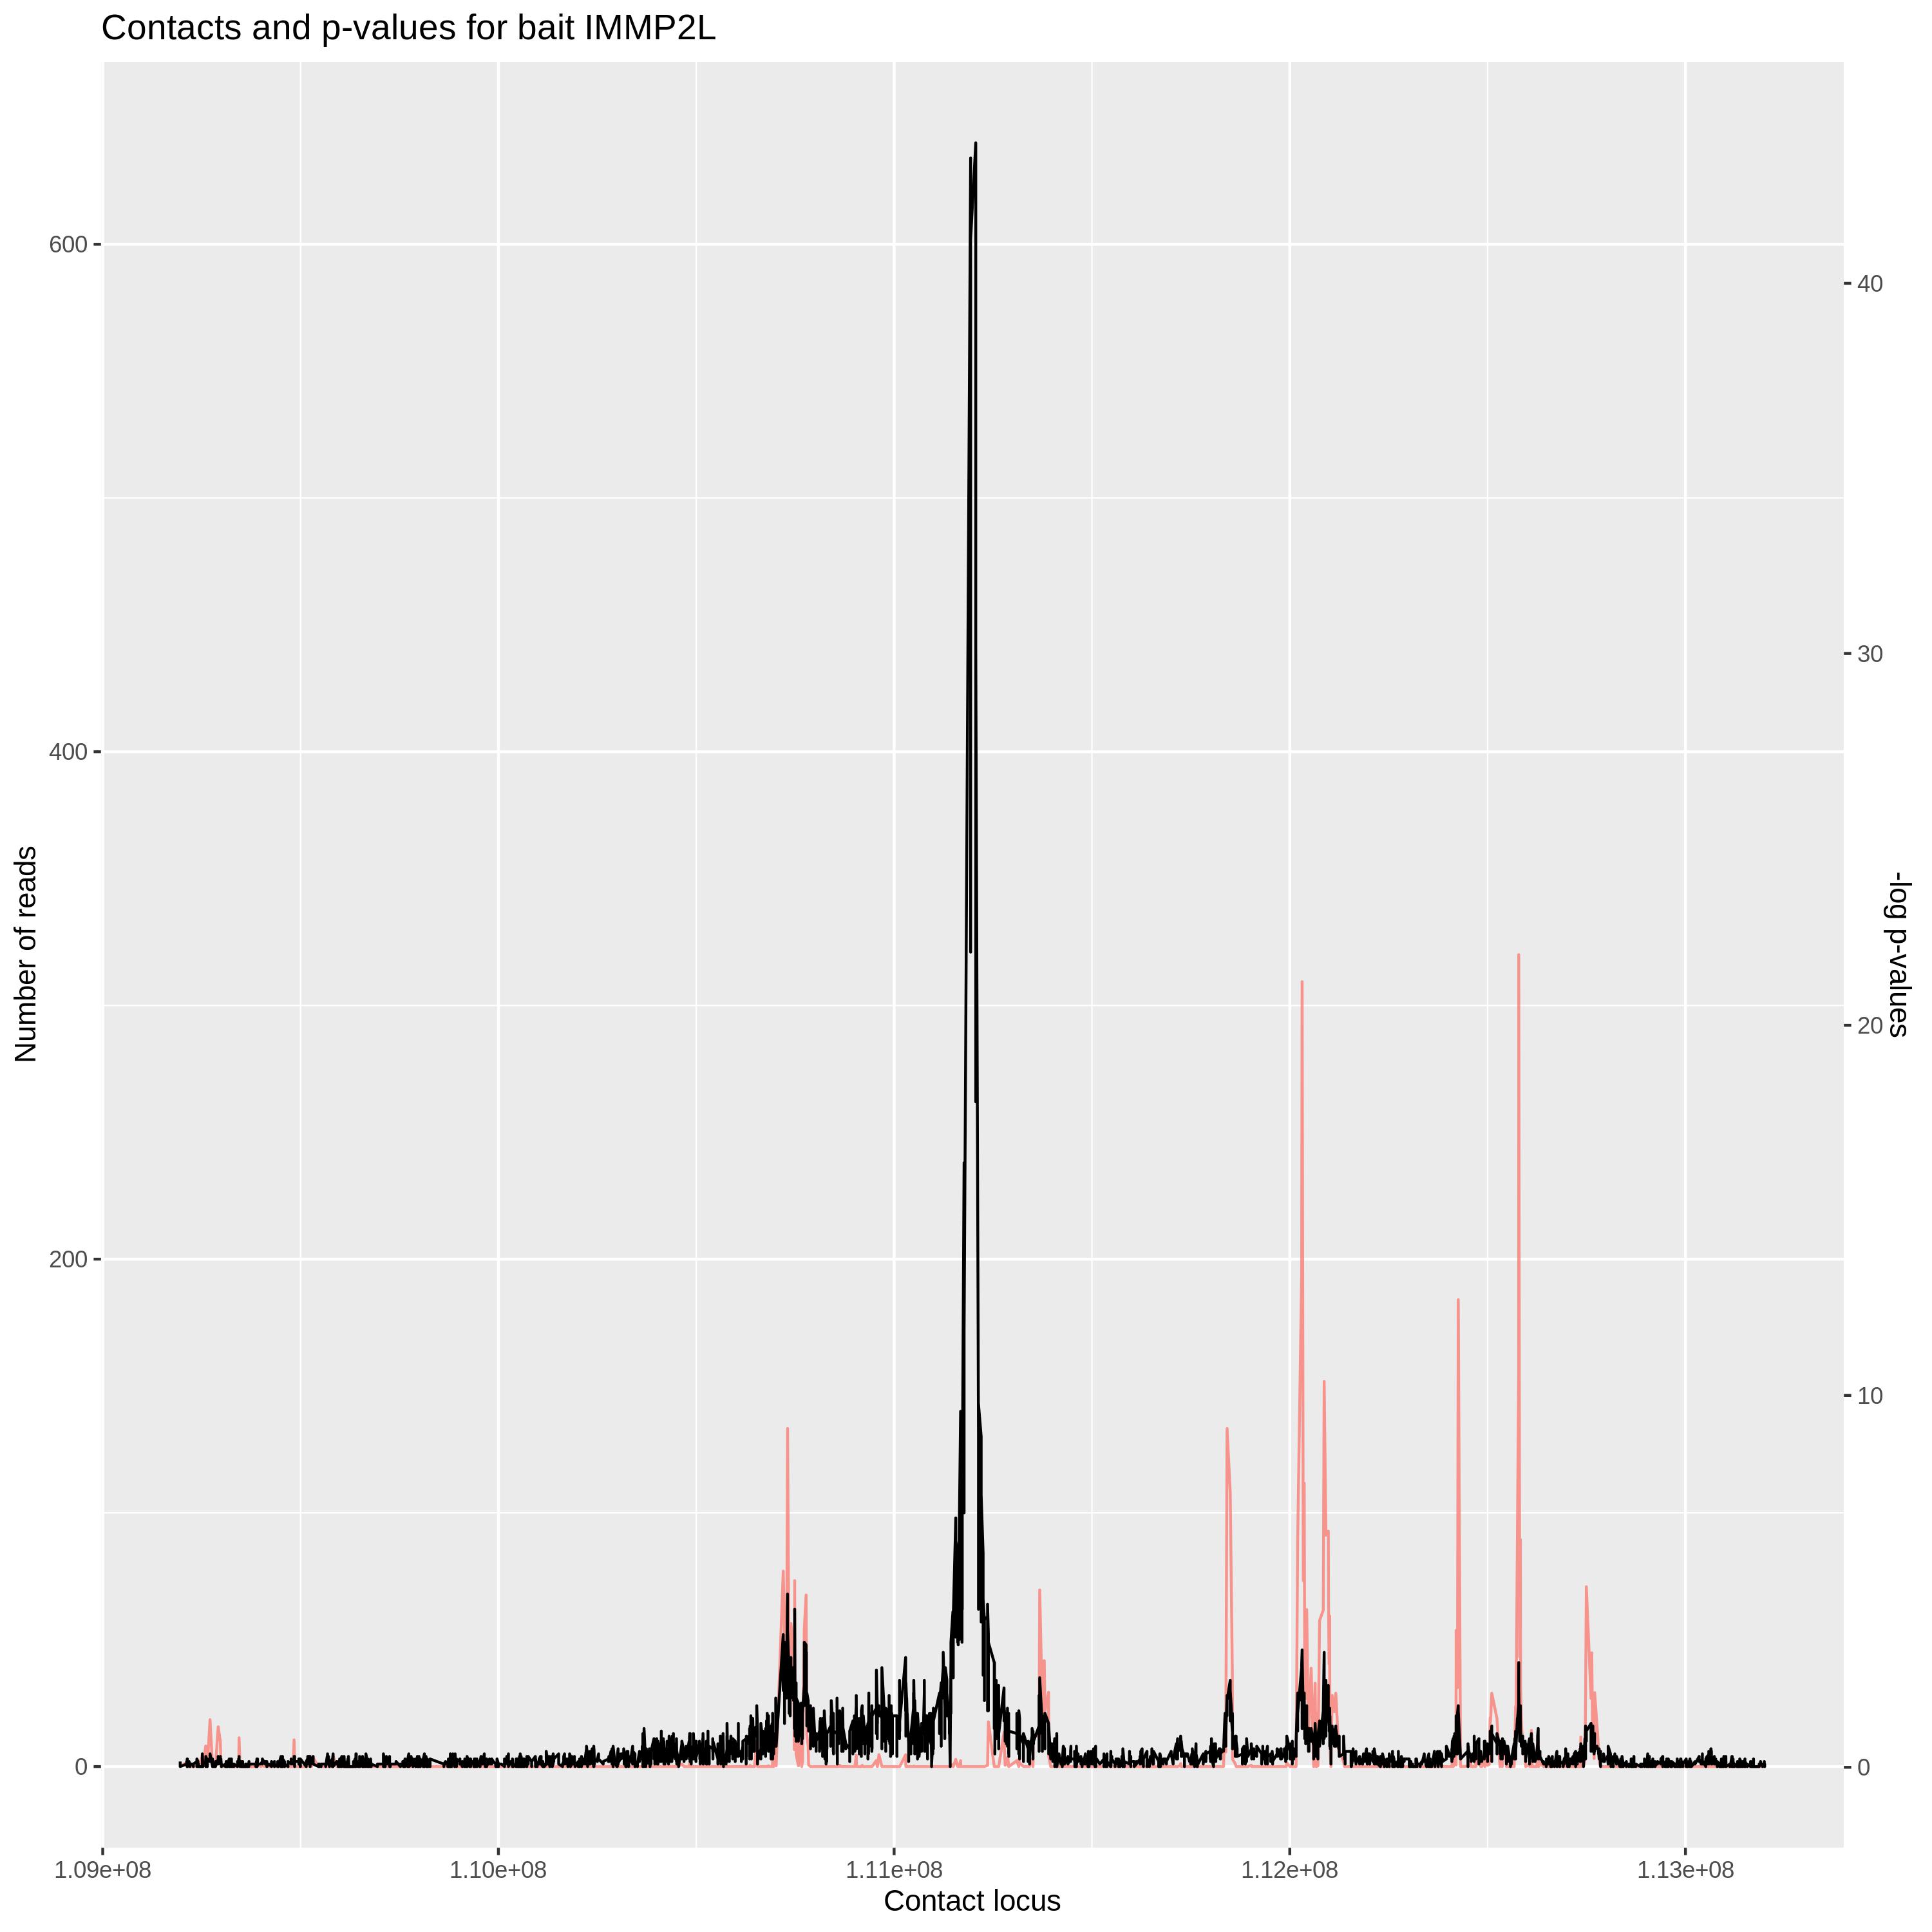 Contacts and p-values for bait IMMP2L
600
400
200
0
Number of reads
40
30
20
10
0
-log p-values
1.09e+08
1.10e+08
1.11e+08
1.12e+08
1.13e+08
Contact locus